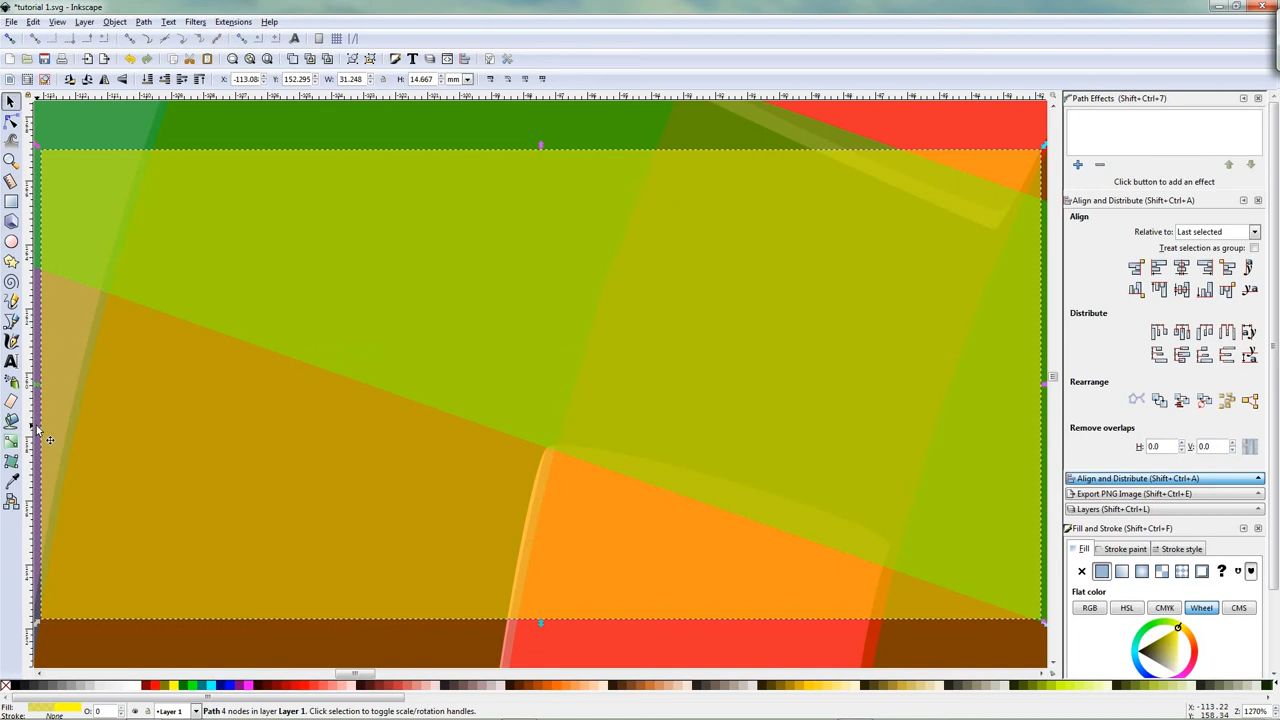 *tutorial 1.svg - Inkscape
File Edit View Layer Object Path Text Filters Extensions Help
X: -113.08 Y: 152.295 W: 31.248 H: 14.667 mm
Path Effects (Shift+Ctrl+7)
Click button to add an effect
Align and Distribute (Shift+Ctrl+A)
Align
Relative to: Last selected
Treat selection as group:
Distribute
Rearrange
Remove overlaps
H: 0.0 V: 0.0
Align and Distribute (Shift+Ctrl+A)
Export PNG Image (Shift+Ctrl+E)
Layers (Shift+Ctrl+L)
Fill and Stroke (Shift+Ctrl+F)
Fill Stroke paint Stroke style
Flat color
RGB HSL CMYK Wheel CMS
Fill:
Stroke: None
O: 0
Layer 1
Path 4 nodes in layer Layer 1. Click selection to toggle scale/rotation handles.
X: -113.22
Y: 158.34
Z: 1270%